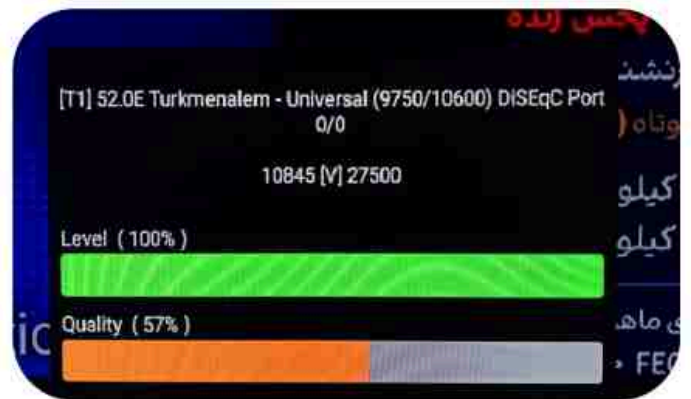 پخش زنده
[T1] 52.0E Turkmenalem - Universal (9750/10600) DiSEqC Port
0/0
10845 [V] 27500
کیلو
Level ( 100% )
کیلو
Quality ( 57% )
FEC